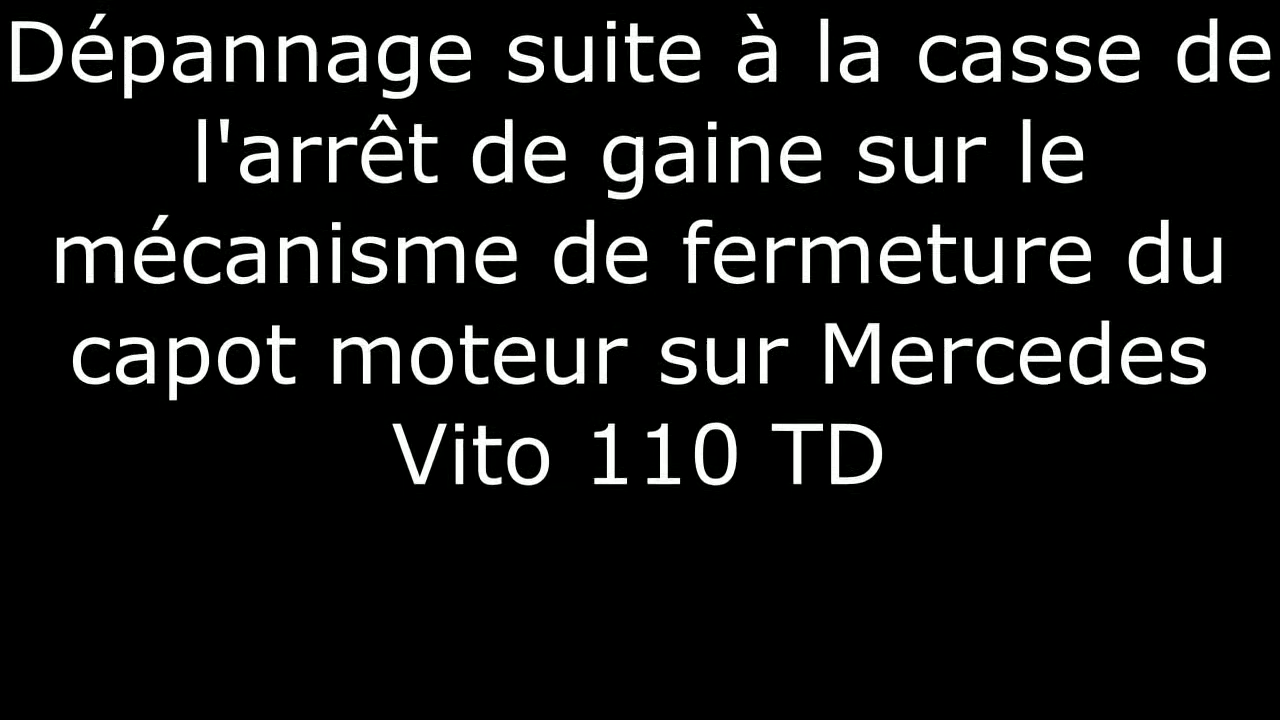 Dépannage suite à la casse de
l'arrêt de gaine sur le
mécanisme de fermeture du
capot moteur sur Mercedes
Vito 110 TD